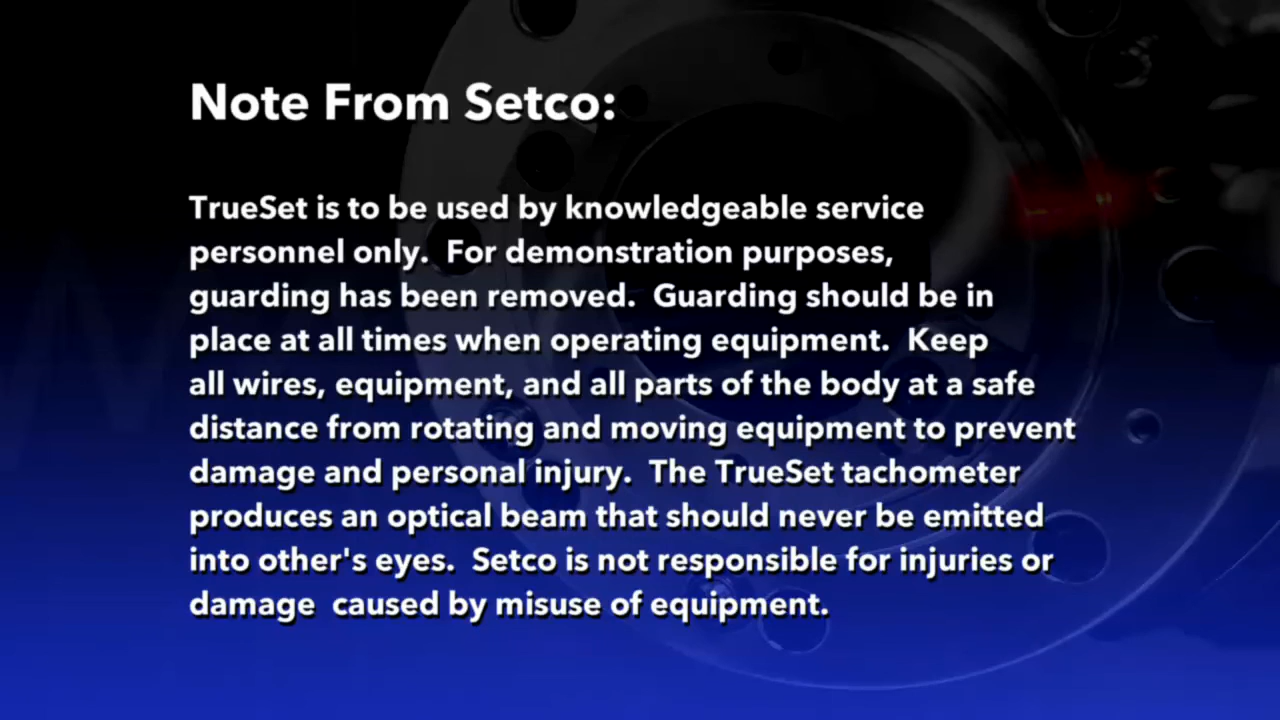 Note From Setco:
TrueSet is to be used by knowledgeable service
personnel only.  For demonstration purposes,
guarding has been removed.  Guarding should be in
place at all times when operating equipment.  Keep
all wires, equipment, and all parts of the body at a safe
distance from rotating and moving equipment to prevent
damage and personal injury.  The TrueSet tachometer
produces an optical beam that should never be emitted
into other's eyes.  Setco is not responsible for injuries or
damage  caused by misuse of equipment.